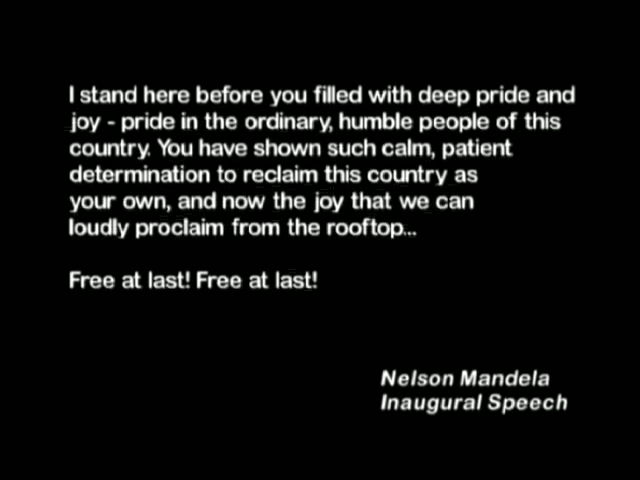 I stand here before you filled with deep pride and
joy - pride in the ordinary, humble people of this
country. You have shown such calm, patient
determination to reclaim this country as
your own, and now the joy that we can
loudly proclaim from the rooftop...
Free at last! Free at last!
Nelson Mandela
Inaugural Speech